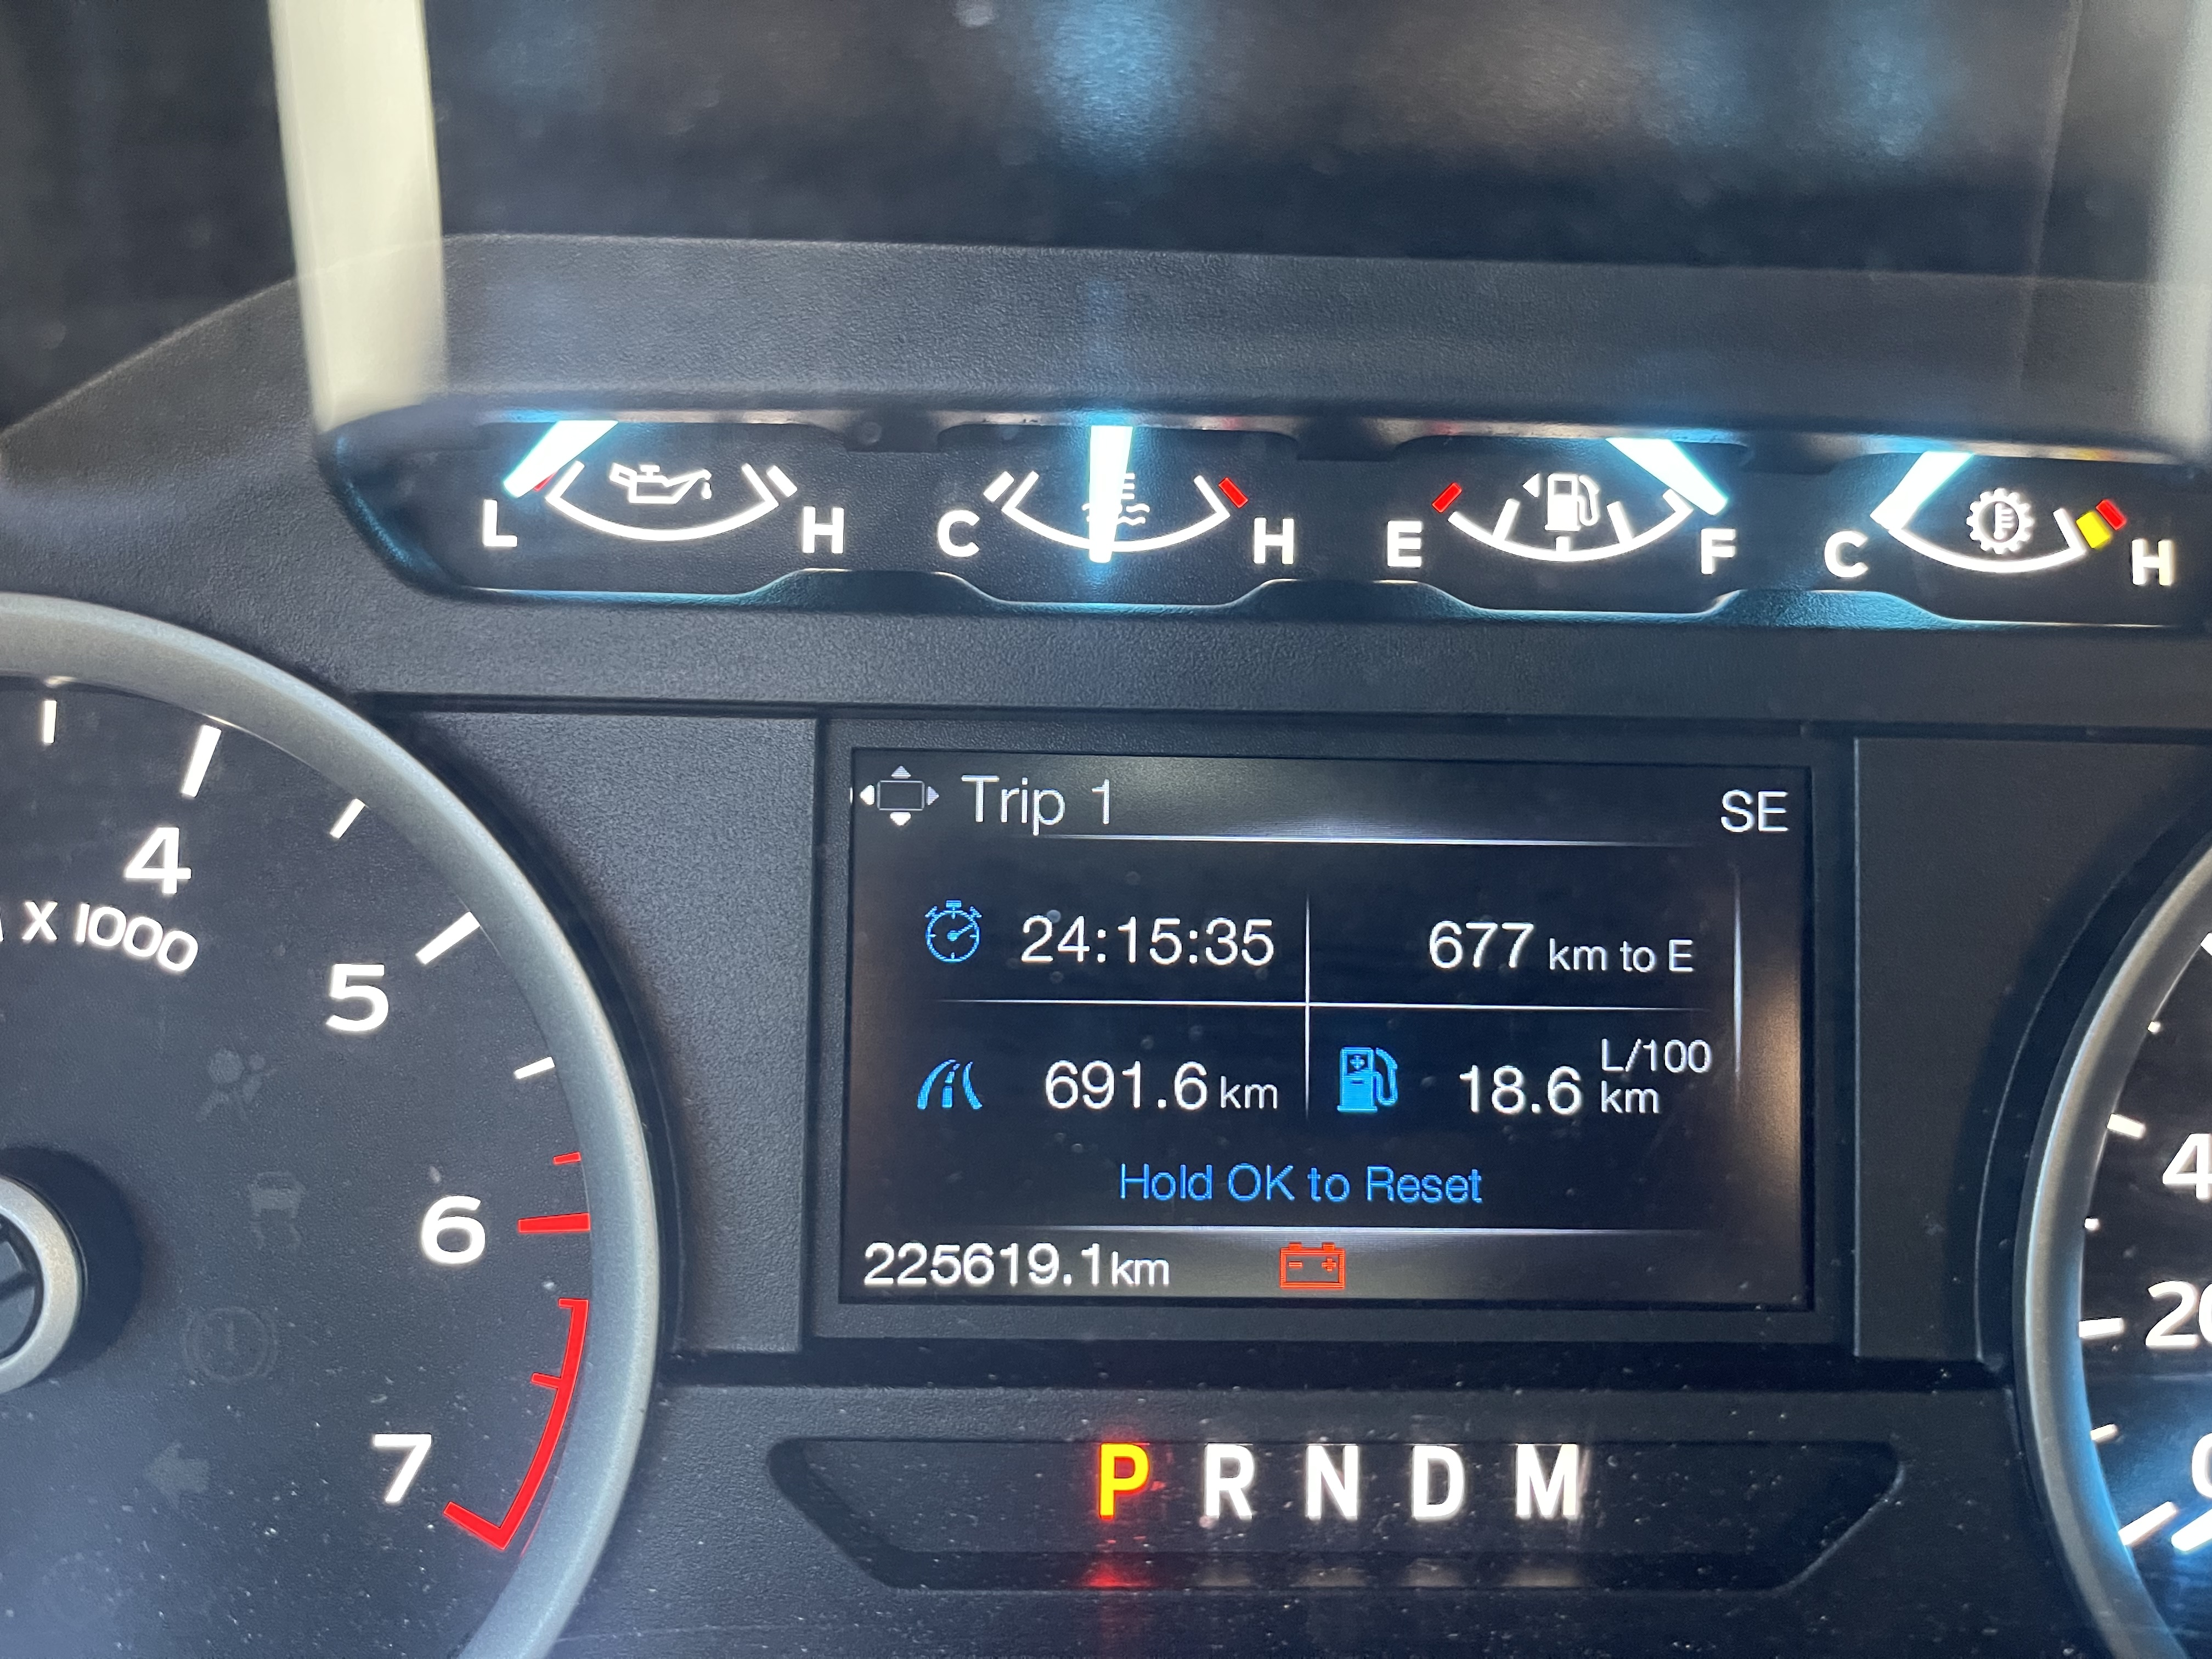 L H C H E F C H
4
X 1000
5
6
7
Trip 1 SE
24:15:35 677 km to E
691.6 km 18.6 L/100 km
Hold OK to Reset
225619.1km
P R N D M